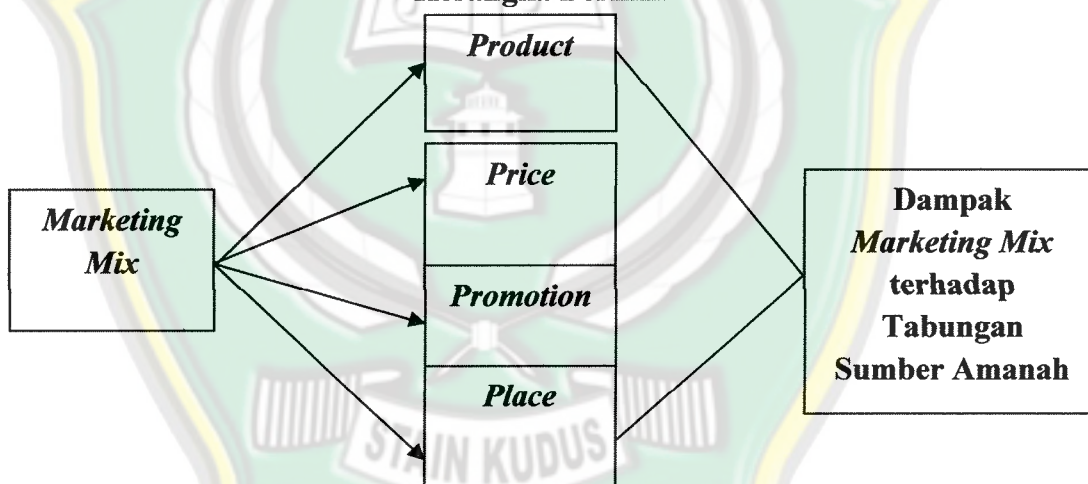 Product
Price
Marketing
Mix
Promotion
Place
Dampak
Marketing Mix
terhadap
Tabungan
Sumber Amanah
STAIN KUDUS